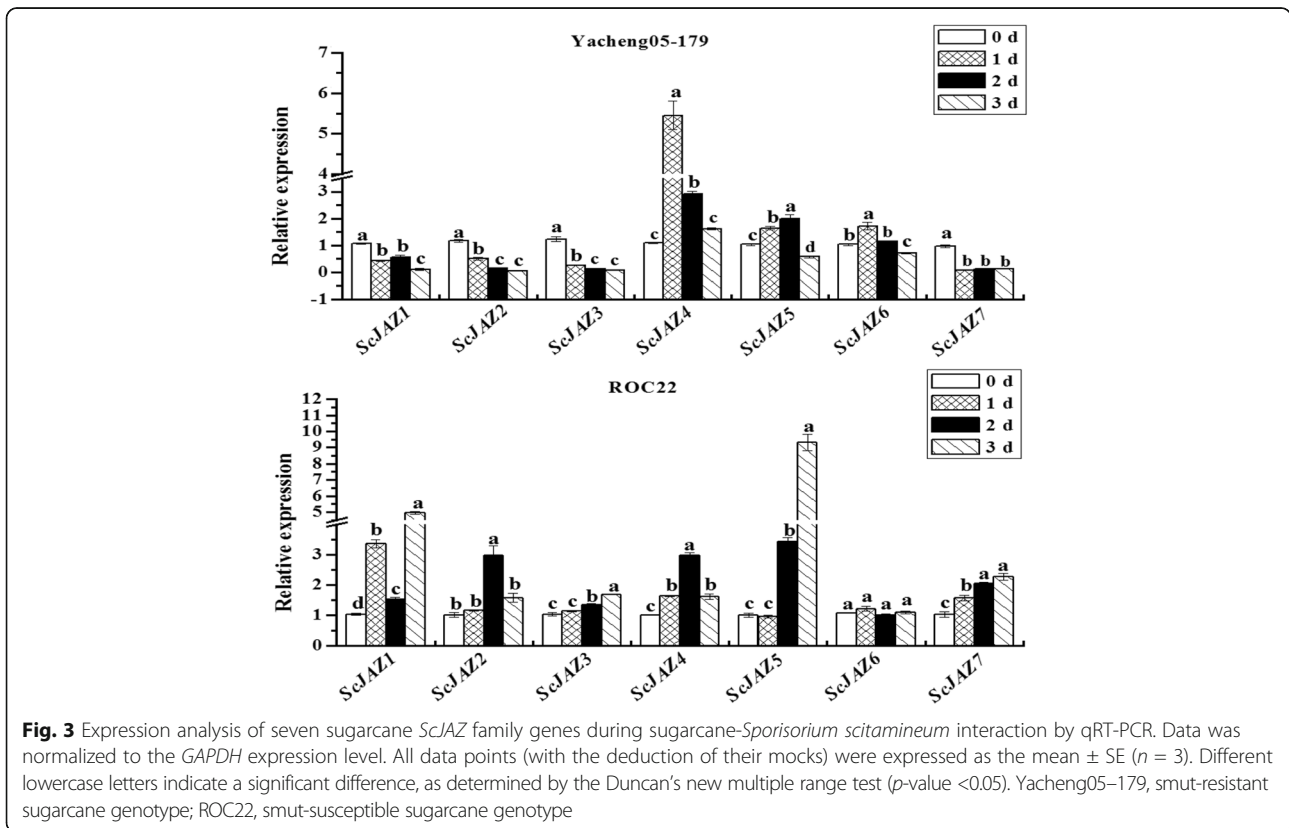 Yacheng05-179
0 d
1 d
2 d
3 d
7
6
5
4
3
2
1
0
-1
Relative expression
a b b c
a b c c
a b c c
c a b c
c b a d
b a b c
a b b b
ScJAZ1 ScJAZ2 ScJAZ3 ScJAZ4 ScJAZ5 ScJAZ6 ScJAZ7
ROC22
0 d
1 d
2 d
3 d
12
11
10
9
8
7
6
5
3
2
1
0
Relative expression
d b c a
b b a b
c c b a
c b a b
c c b a
a a a a
c b a a
ScJAZ1 ScJAZ2 ScJAZ3 ScJAZ4 ScJAZ5 ScJAZ6 ScJAZ7
Fig. 3 Expression analysis of seven sugarcane ScJAZ family genes during sugarcane-Sporisorium scitamineum interaction by qRT-PCR. Data was
normalized to the GAPDH expression level. All data points (with the deduction of their mocks) were expressed as the mean ± SE (n = 3). Different
lowercase letters indicate a significant difference, as determined by the Duncan's new multiple range test (p-value <0.05). Yacheng05–179, smut-resistant
sugarcane genotype; ROC22, smut-susceptible sugarcane genotype